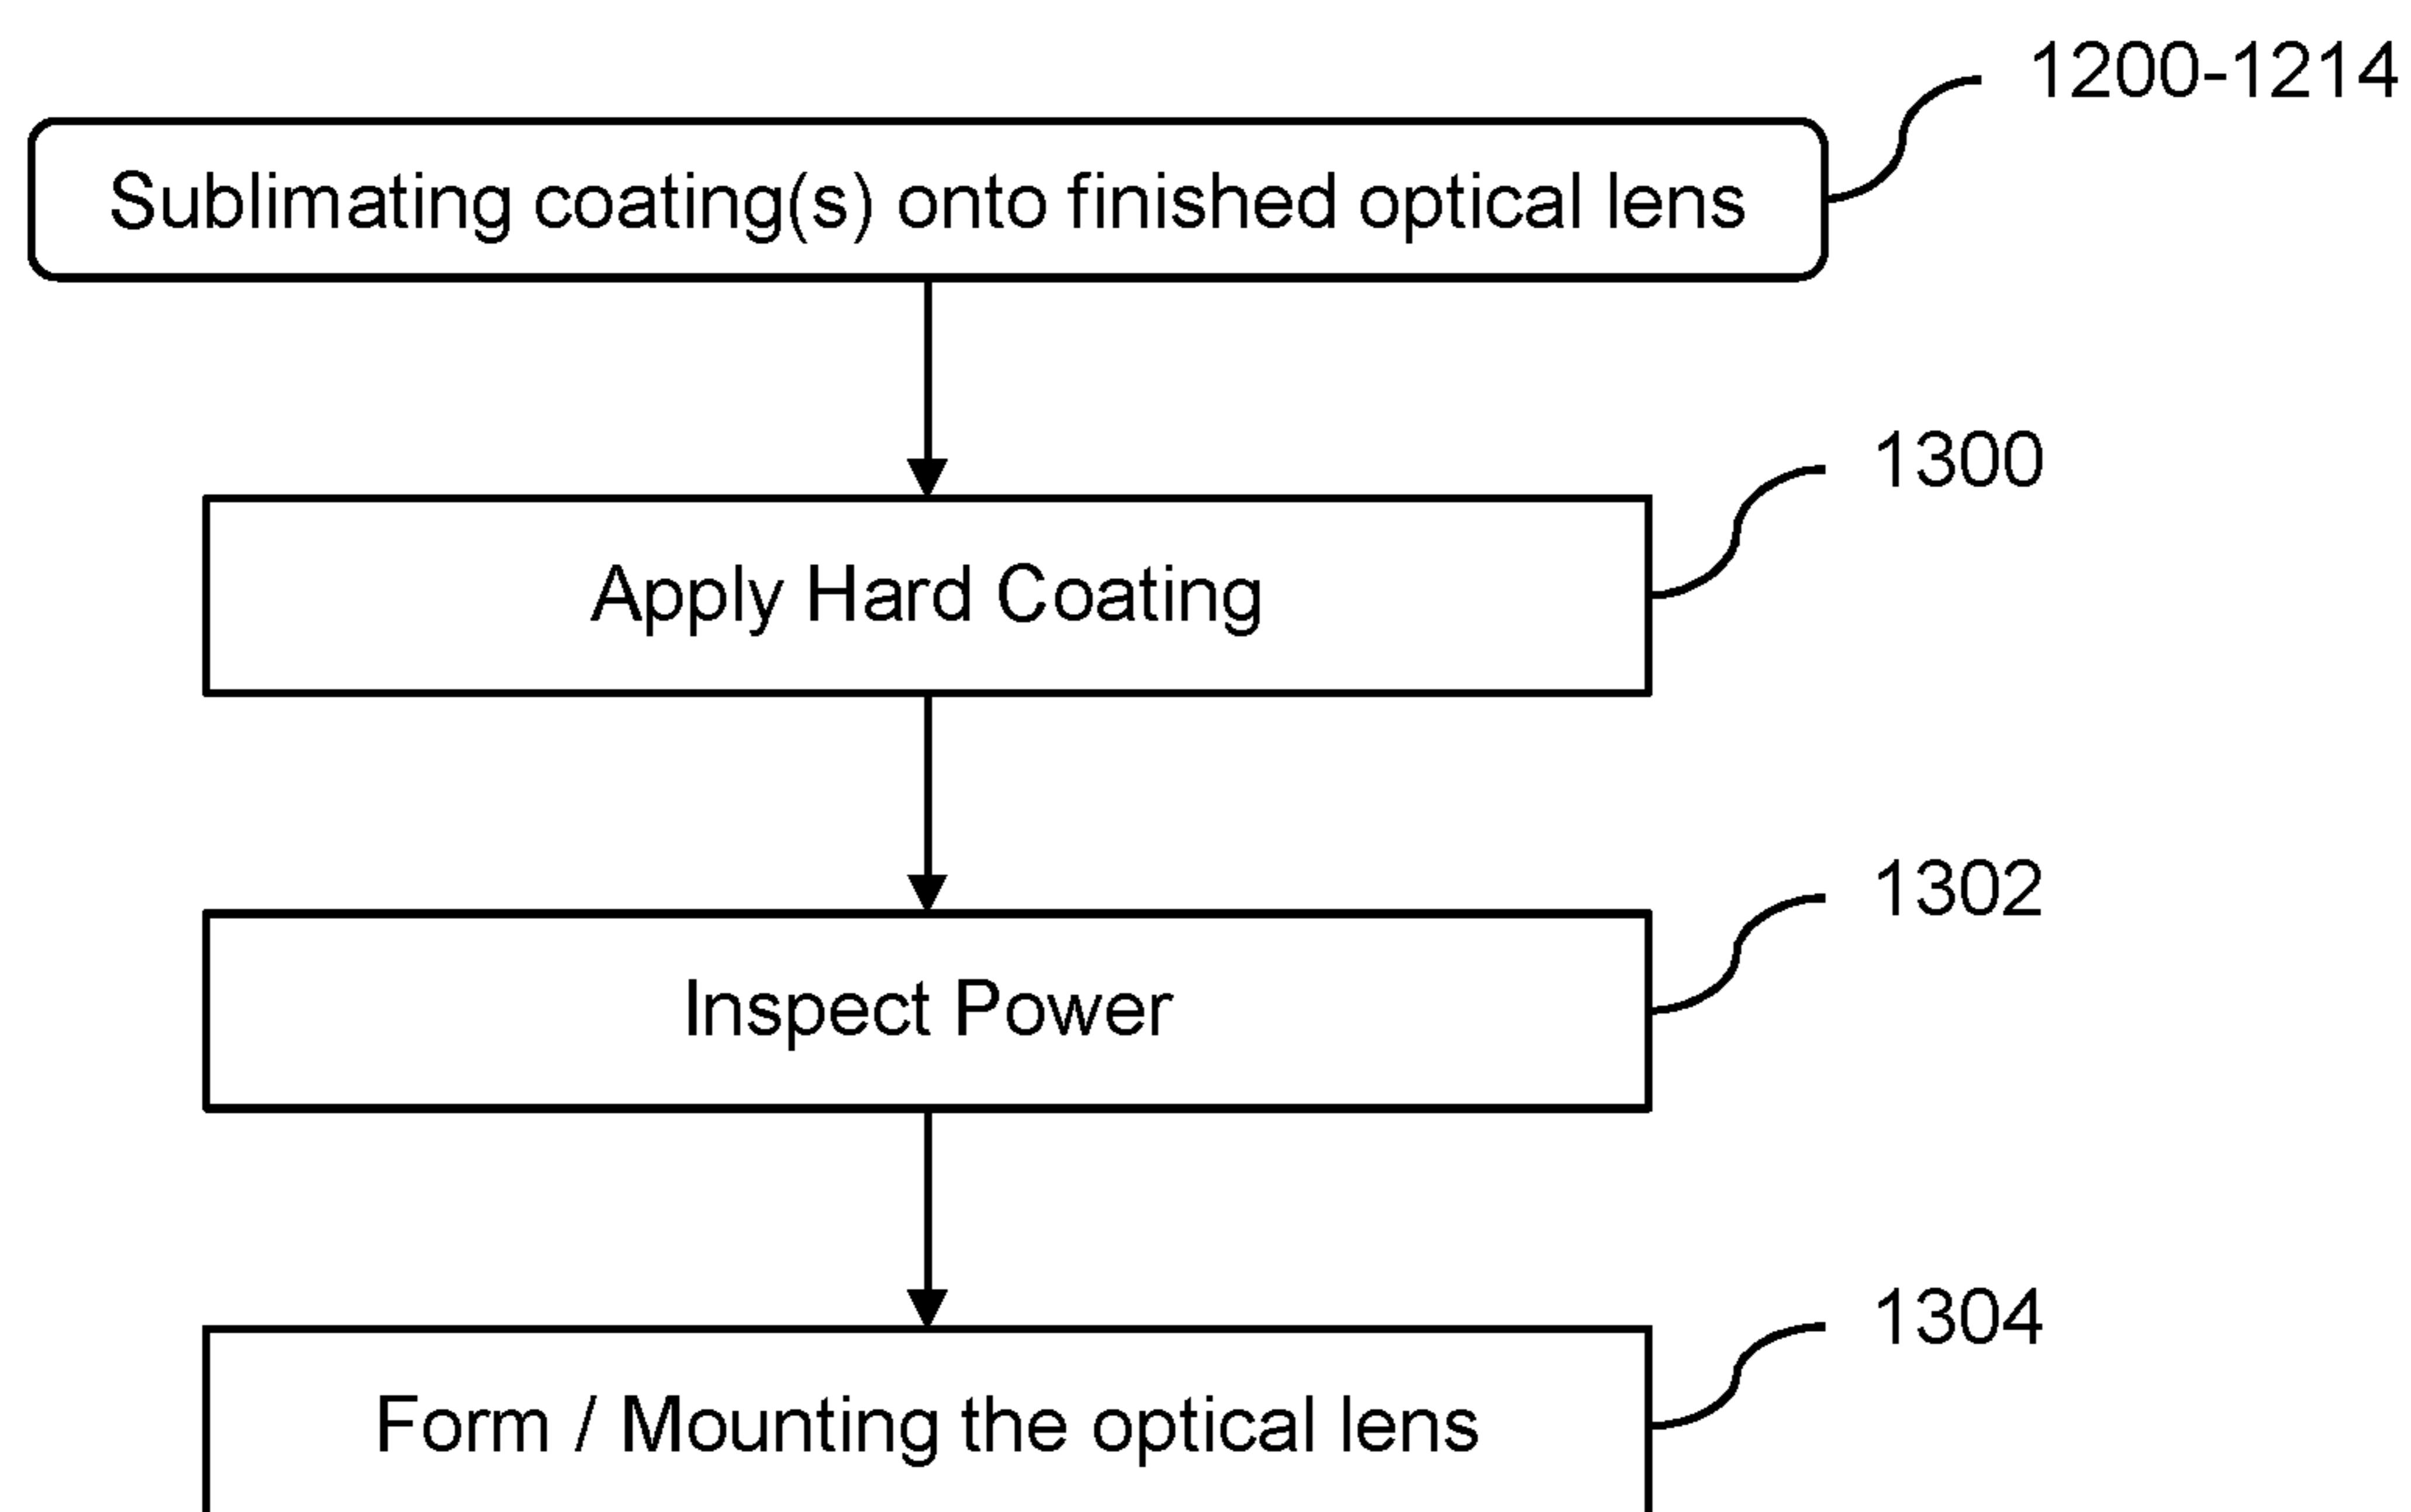 1200-1214
Sublimating coating(s) onto finished optical lens
1300
Apply Hard Coating
1302
Inspect Power
1304
Form / Mounting the optical lens